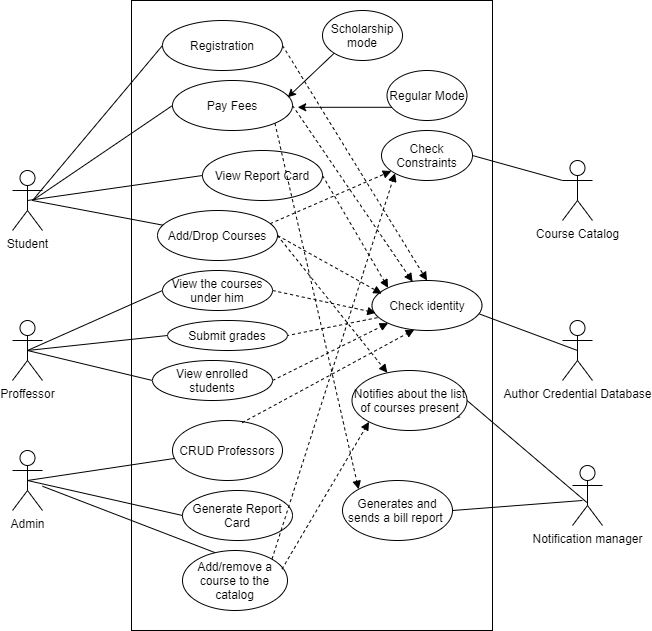 Registration
Scholarship
mode
Pay Fees
Regular Mode
Check
Constraints
View Report Card
Student
Add/Drop Courses
Course Catalog
View the courses
under him
Check identity
Submit grades
View enrolled
students
Proffessor
Author Credential Database
Notifies about the list
of courses present
CRUD Professors
Generate Report
Card
Generates and
sends a bill report
Admin
Notification manager
Add/remove a
course to the
catalog